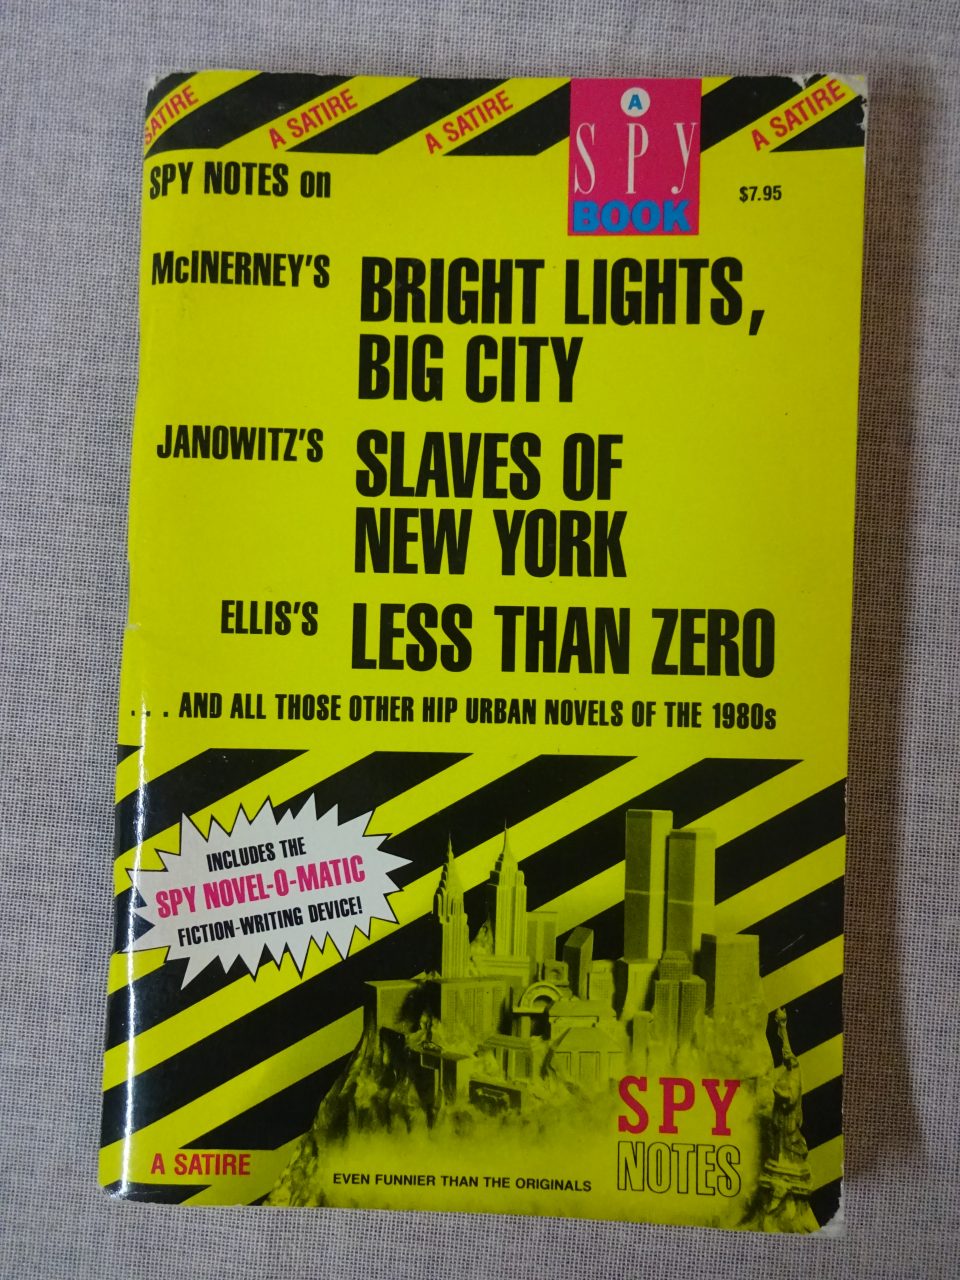 A SATIRE
A SATIRE
A SATIRE
A SATIRE
A
SPY
BOOK
$7.95
SPY NOTES on
McINERNEY'S BRIGHT LIGHTS,
BIG CITY
JANOWITZ'S SLAVES OF
NEW YORK
ELLIS'S LESS THAN ZERO
. . . AND ALL THOSE OTHER HIP URBAN NOVELS OF THE 1980s
INCLUDES THE
SPY NOVEL-O-MATIC
FICTION-WRITING DEVICE!
SPY
NOTES
A SATIRE
EVEN FUNNIER THAN THE ORIGINALS